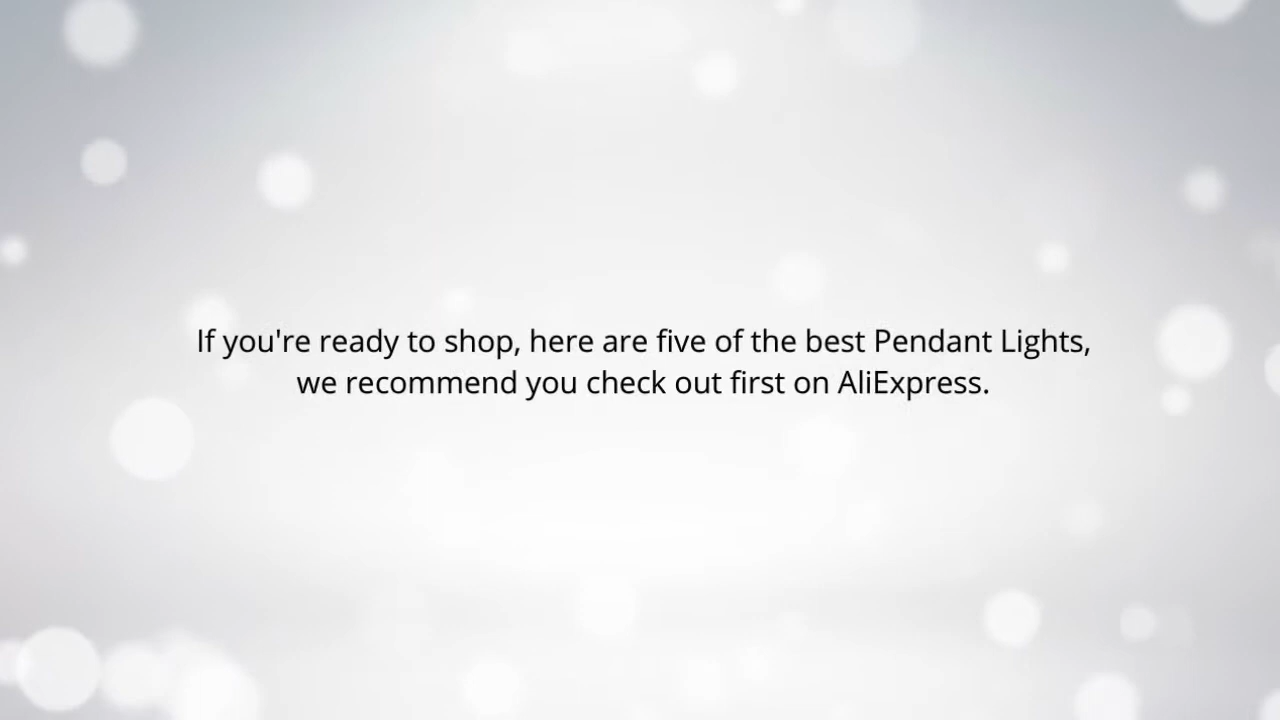 If you're ready to shop, here are five of the best Pendant Lights,
we recommend you check out first on AliExpress.